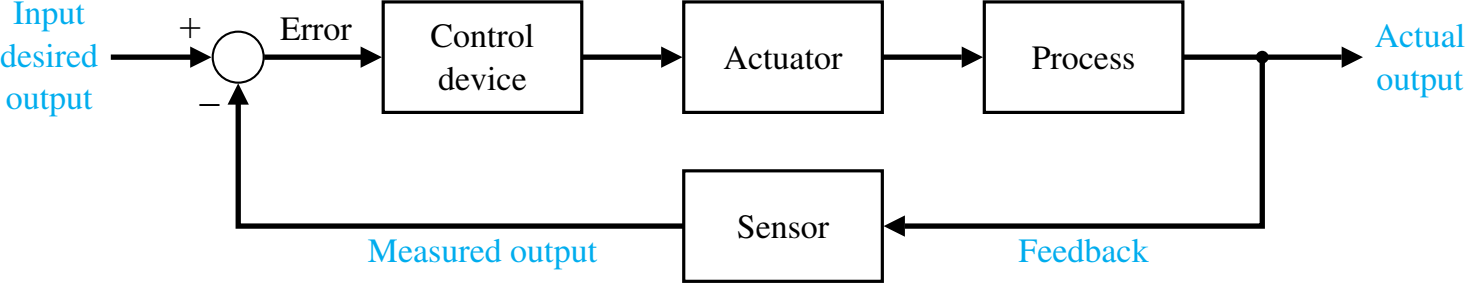 Input
desired
output
+
−
Error
Control
device
Actuator
Process
Actual
output
Sensor
Measured output
Feedback